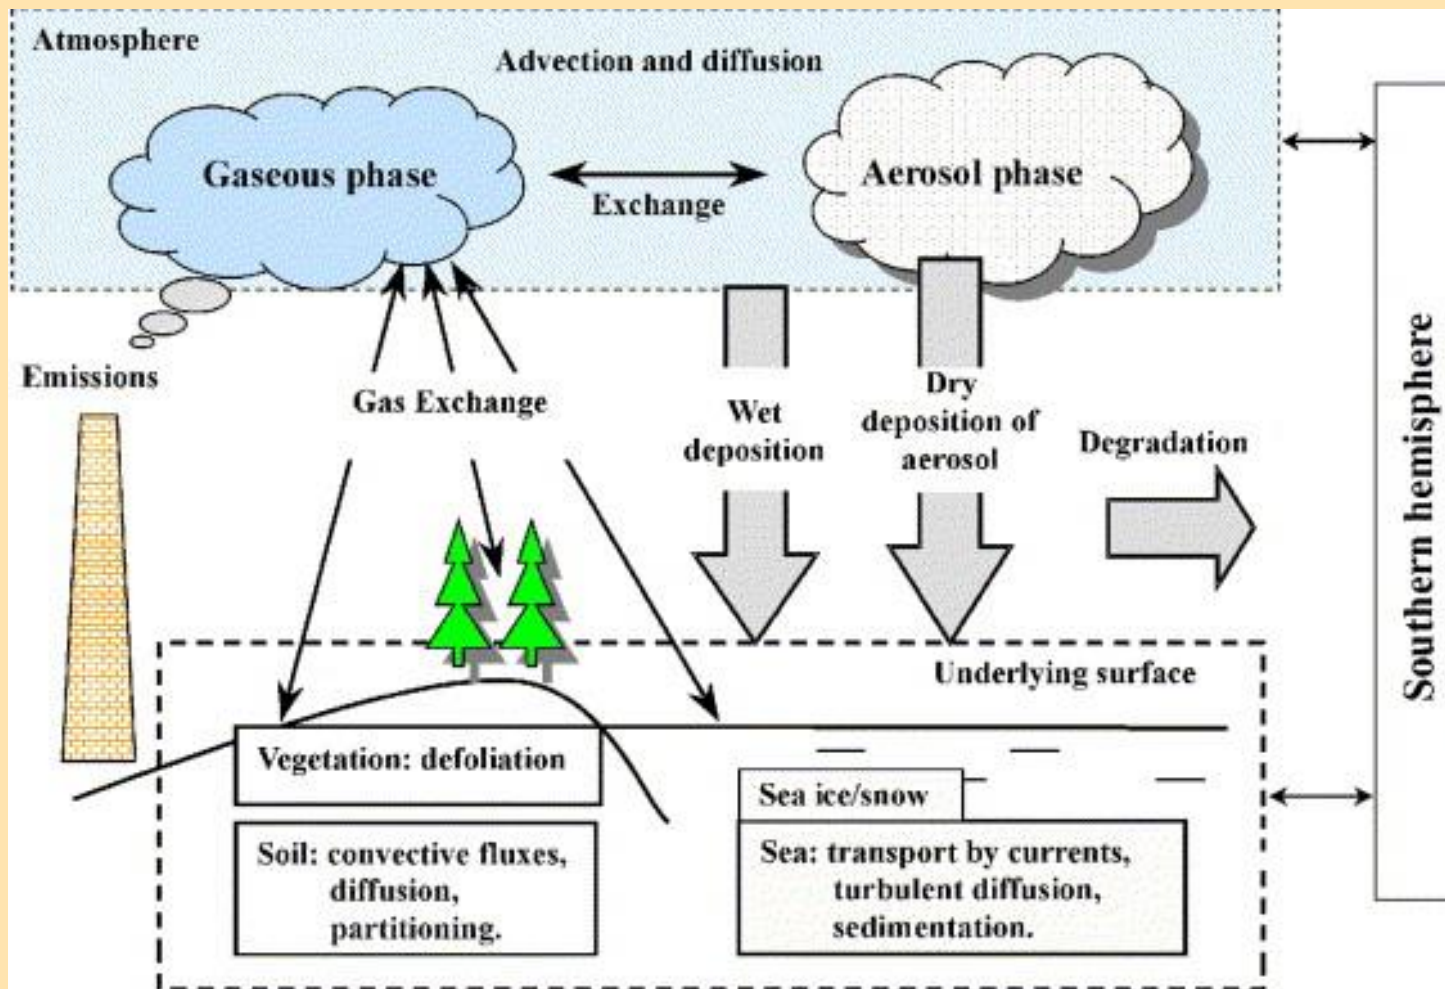 Atmosphere
Advection and diffusion
Gaseous phase
Exchange
Aerosol phase
Emissions
Gas Exchange
Wet
deposition
Dry
deposition of
aerosol
Degradation
Southern hemisphere
Underlying surface
Vegetation: defoliation
Soil: convective fluxes,
diffusion,
partitioning.
Sea ice/snow
Sea: transport by currents,
turbulent diffusion,
sedimentation.